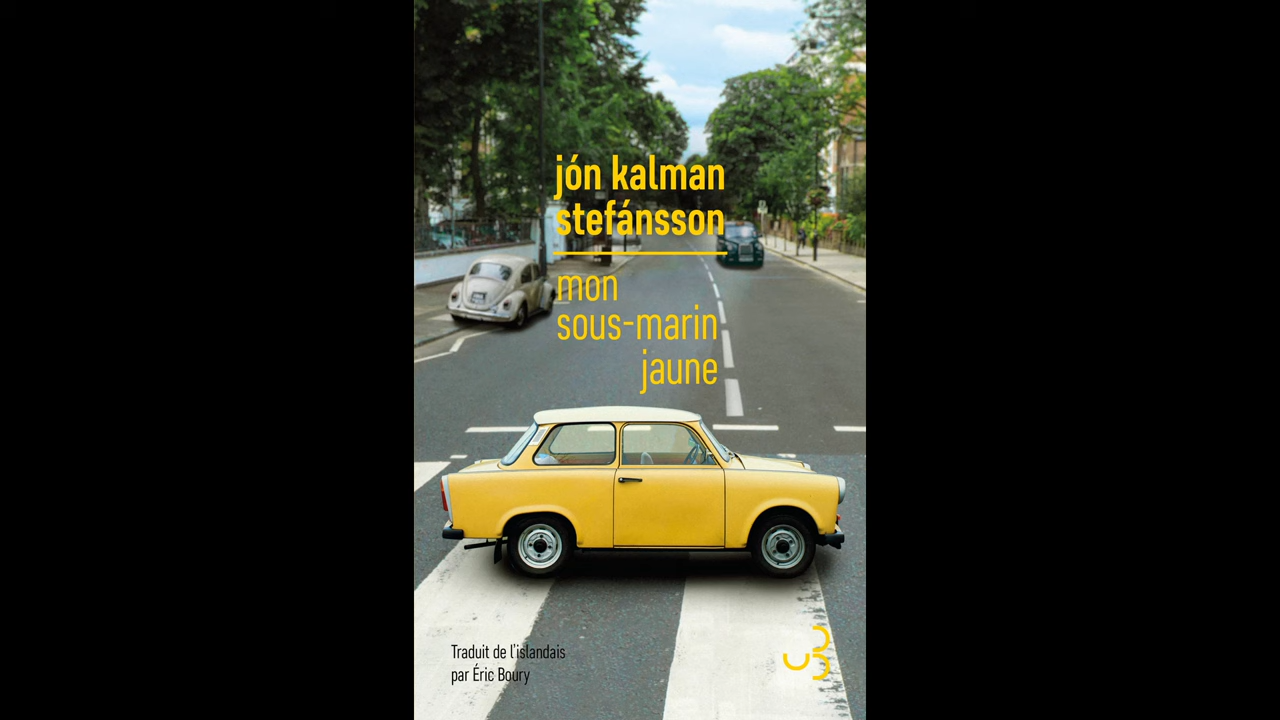 jón kalman
stefánsson
mon
sous-marin
jaune
Traduit de l'islandais
par Éric Boury